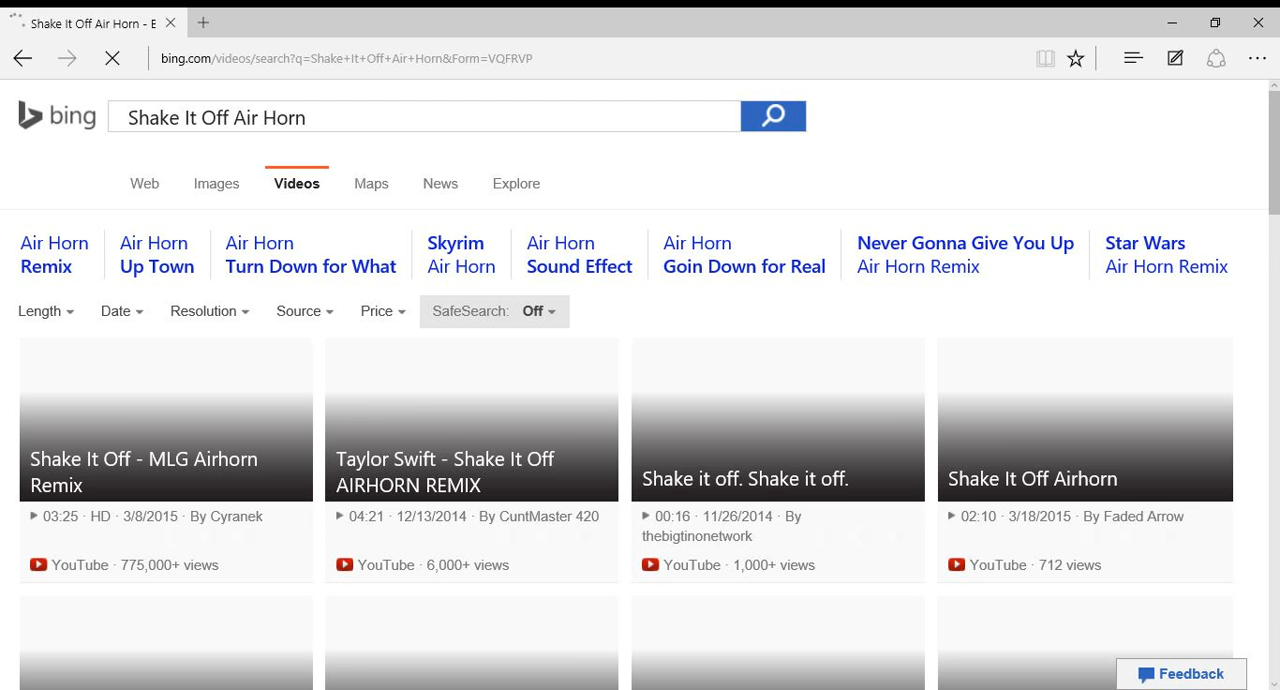 Shake It Off Air Horn - E
bing.com/videos/search?q=Shake+It+Off+Air+Horn&Form=VQFRVP
bing
Shake It Off Air Horn
Web Images Videos Maps News Explore
Air Horn Air Horn Air Horn Skyrim Air Horn Air Horn Never Gonna Give You Up Star Wars
Remix Up Town Turn Down for What Air Horn Sound Effect Goin Down for Real Air Horn Remix Air Horn Remix
Length Date Resolution Source Price SafeSearch: Off
Shake It Off - MLG Airhorn
Remix
03:25 · HD · 3/8/2015 · By Cyranek
YouTube · 775,000+ views
Taylor Swift - Shake It Off
AIRHORN REMIX
04:21 · 12/13/2014 · By CuntMaster 420
YouTube · 6,000+ views
Shake it off. Shake it off.
00:16 · 11/26/2014 · By
thebigtinonetwork
YouTube · 1,000+ views
Shake It Off Airhorn
02:10 · 3/18/2015 · By Faded Arrow
YouTube · 712 views
Feedback